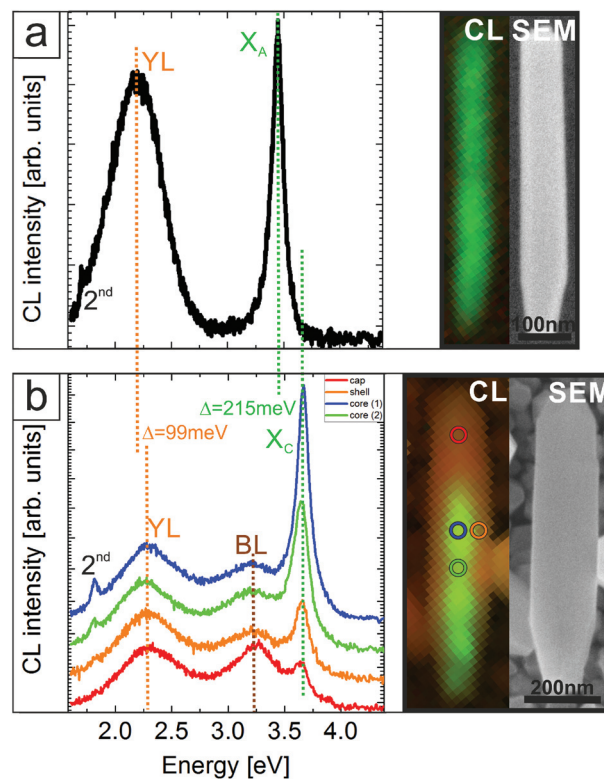 a
CL intensity [arb. units]
YL
X_A
2nd
CL SEM
100nm
b
CL intensity [arb. units]
Δ=99meV
Δ=215meV
cap
shell
core (1)
core (2)
X_C
YL
BL
2nd
CL SEM
200nm
2.0 2.5 3.0 3.5 4.0
Energy [eV]